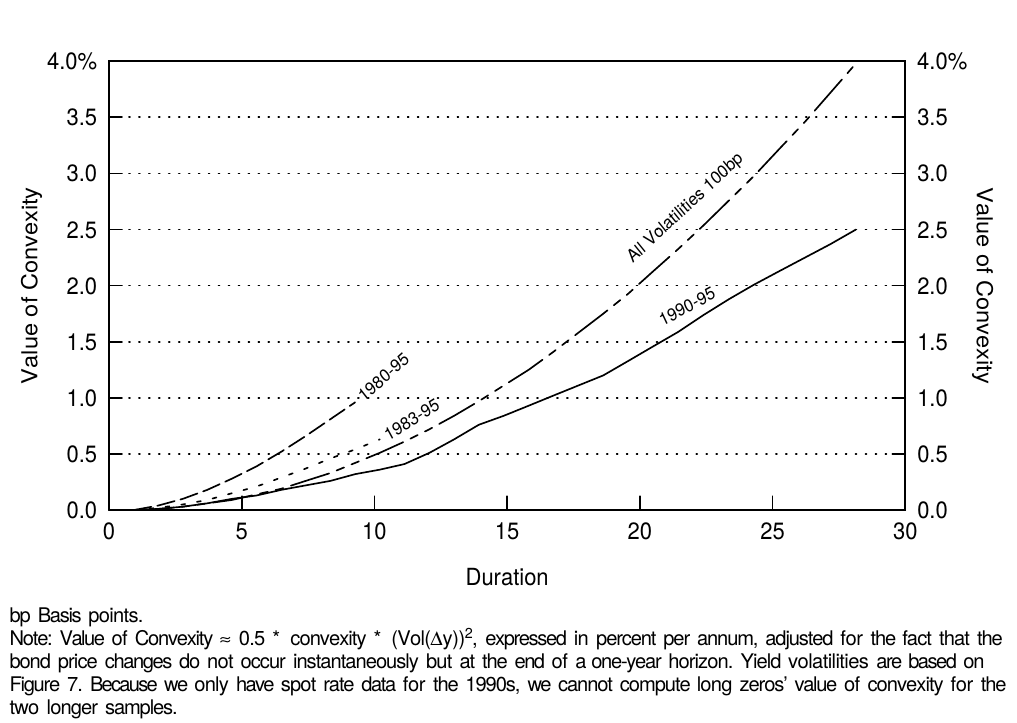 4.0% 4.0%
3.5 3.5
3.0 3.0
2.5 2.5
2.0 2.0
1.5 1.5
1.0 1.0
0.5 0.5
0.0 0.0
Value of Convexity
Value of Convexity
All Volatilities 100bp
1990-95
1980-95
1983-95
0 5 10 15 20 25 30
Duration
bp Basis points.
Note: Value of Convexity ≈ 0.5 * convexity * (Vol(Δy))², expressed in percent per annum, adjusted for the fact that the
bond price changes do not occur instantaneously but at the end of a one-year horizon. Yield volatilities are based on
Figure 7. Because we only have spot rate data for the 1990s, we cannot compute long zeros' value of convexity for the
two longer samples.